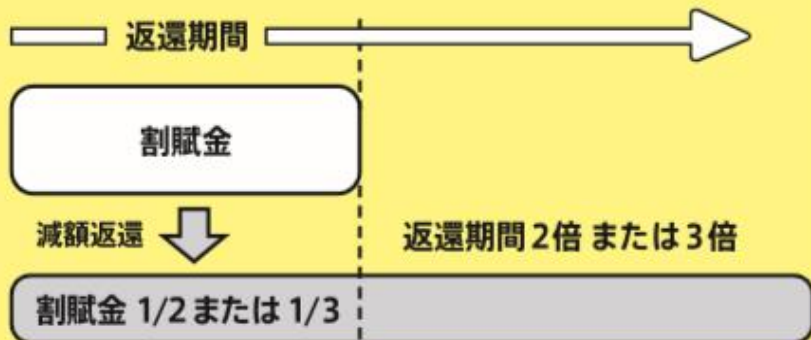 返還期間
割賦金
減額返還
返還期間2倍 または 3倍
割賦金 1/2 または 1/3